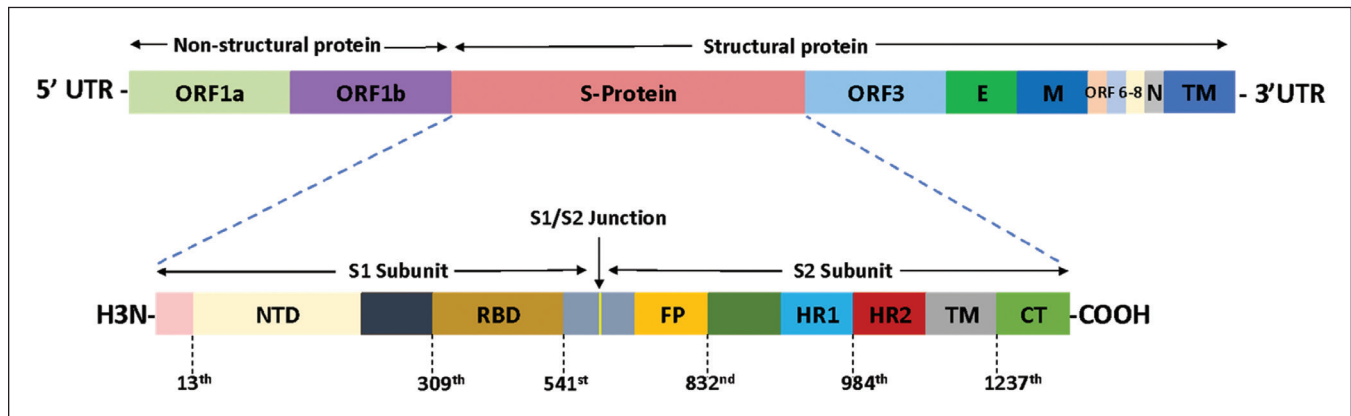 Non-structural protein Structural protein
5’ UTR - ORF1a ORF1b S-Protein ORF3 E M ORF 6-8 N TM - 3’UTR
S1/S2 Junction
S1 Subunit S2 Subunit
H3N- NTD RBD FP HR1 HR2 TM CT -COOH
13th 309th 541st 832nd 984th 1237th